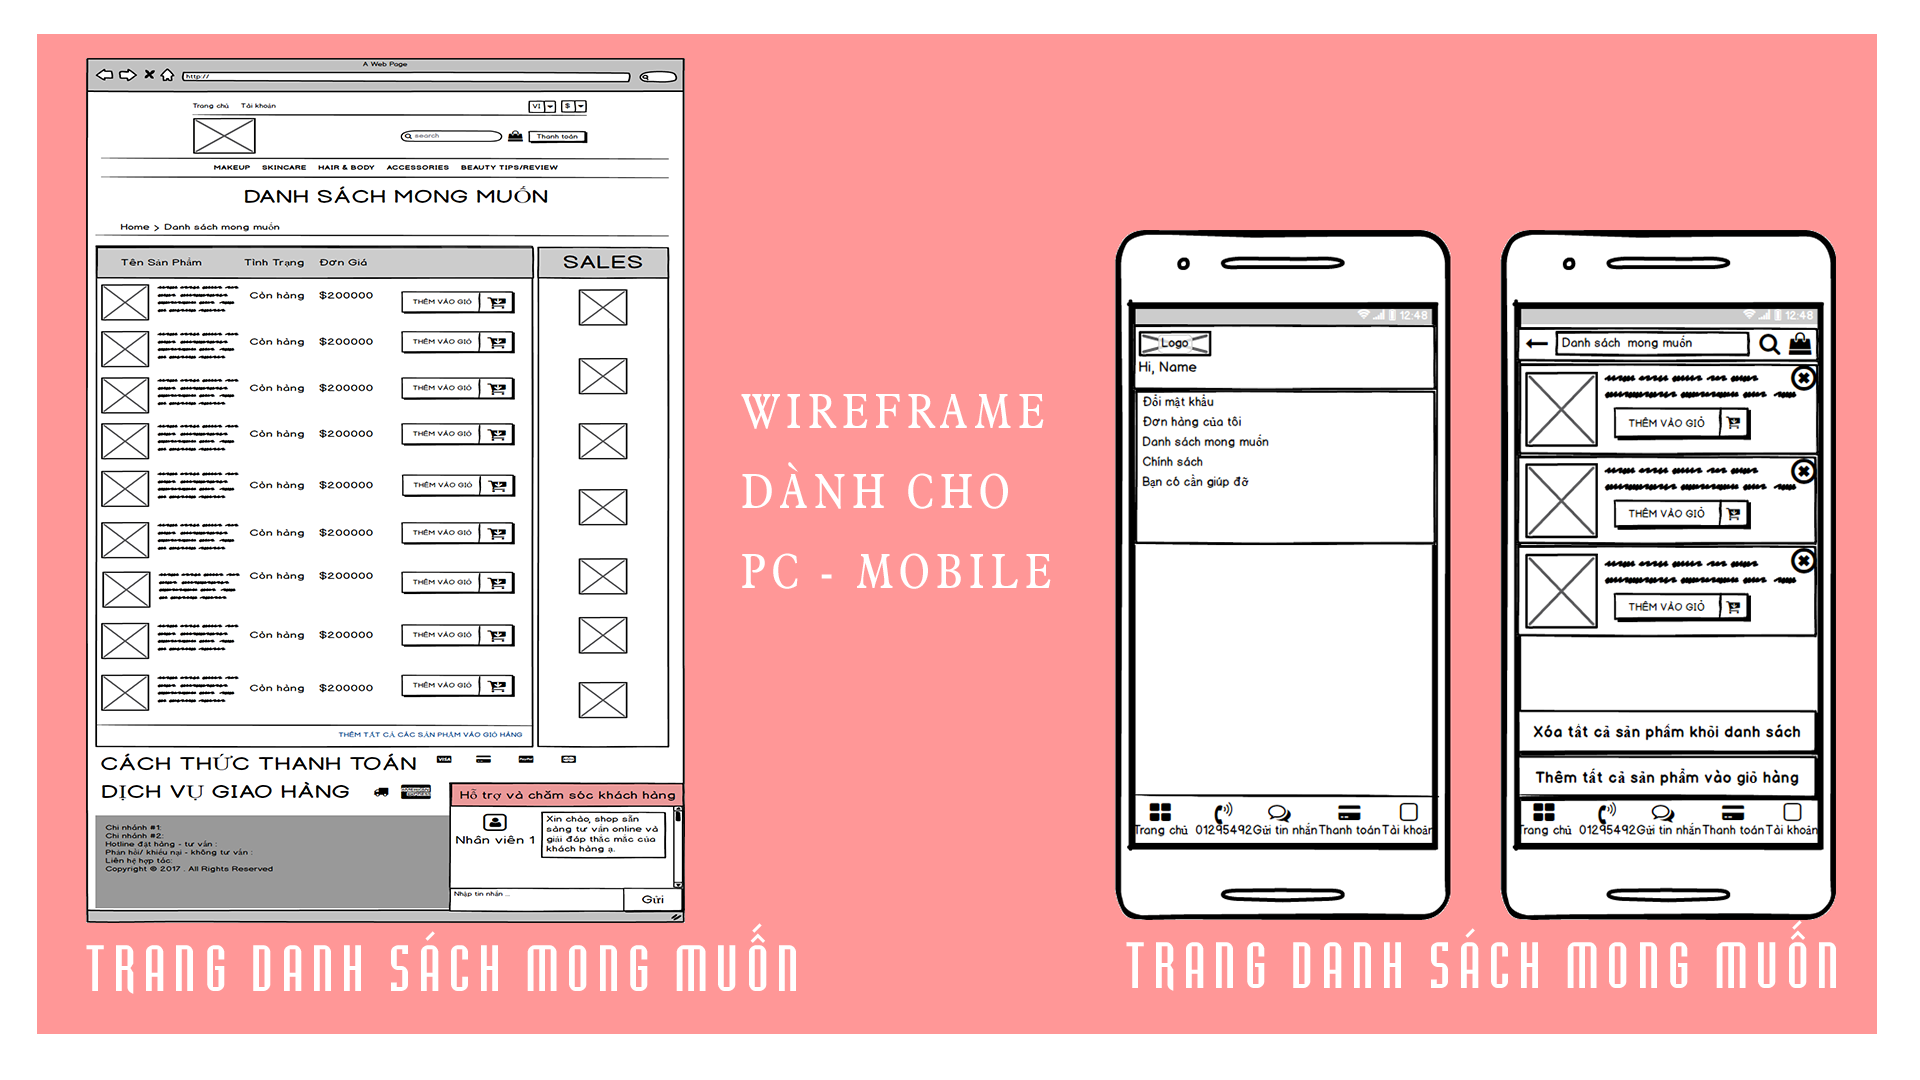 A Web Page
http://
Trang chủ Tài khoản VI $
search Thanh toán
MAKEUP SKINCARE HAIR & BODY ACCESSORIES BEAUTY TIPS/REVIEW
DANH SÁCH MONG MUỐN
Home > Danh sách mong muốn
Tên Sản Phẩm Tình Trạng Đơn Giá
SALES
Còn hàng $200000 THÊM VÀO GIỎ
Còn hàng $200000 THÊM VÀO GIỎ
Còn hàng $200000 THÊM VÀO GIỎ
Còn hàng $200000 THÊM VÀO GIỎ
Còn hàng $200000 THÊM VÀO GIỎ
Còn hàng $200000 THÊM VÀO GIỎ
Còn hàng $200000 THÊM VÀO GIỎ
Còn hàng $200000 THÊM VÀO GIỎ
Còn hàng $200000 THÊM VÀO GIỎ
THÊM TẤT CẢ CÁC SẢN PHẨM VÀO GIỎ HÀNG
CÁCH THỨC THANH TOÁN VISA PayPal
DỊCH VỤ GIAO HÀNG
Chi nhánh #1:
Chi nhánh #2:
Hotline đặt hàng - tư vấn :
Phản hồi/ khiếu nại - không tư vấn :
Liên hệ hợp tác:
Copyright © 2017 . All Rights Reserved
Hỗ trợ và chăm sóc khách hàng
Nhân viên 1
Xin chào, shop sẵn
sàng tư vấn online và
giải đáp thắc mắc của
khách hàng ạ.
Nhập tin nhắn ...
Gửi
TRANG DANH SÁCH MONG MUỐN
WIREFRAME
DÀNH CHO
PC - MOBILE
12:48
Logo
Hi, Name
Đổi mật khẩu
Đơn hàng của tôi
Danh sách mong muốn
Chính sách
Bạn có cần giúp đỡ
Trang chủ 01295492 Gửi tin nhắn Thanh toán Tài khoản
12:48
Danh sách mong muốn
THÊM VÀO GIỎ
THÊM VÀO GIỎ
THÊM VÀO GIỎ
Xóa tất cả sản phẩm khỏi danh sách
Thêm tất cả sản phẩm vào giỏ hàng
Trang chủ 01295492 Gửi tin nhắn Thanh toán Tài khoản
TRANG DANH SÁCH MONG MUỐN